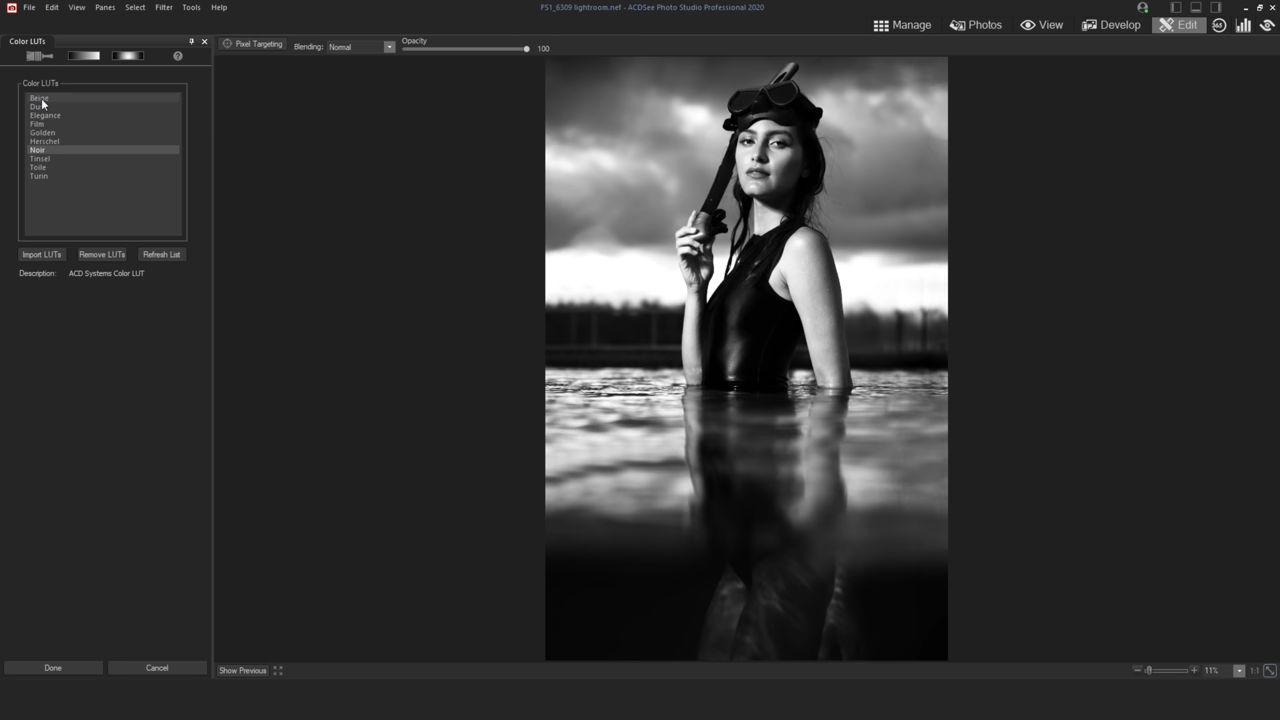 File Edit View Panes Select Filter Tools Help
FS1_6309 lightroom.nef - ACDSee Photo Studio Professional 2020
Manage Photos View Develop Edit 365
Color LUTs
Pixel Targeting Blending: Normal Opacity 100
Color LUTs
Beige
Elegance
Film
Golden
Herschel
Noir
Tinsel
Toile
Turin
Import LUTs Remove LUTs Refresh List
Description: ACD Systems Color LUT
Done Cancel
Show Previous 11% 1:1